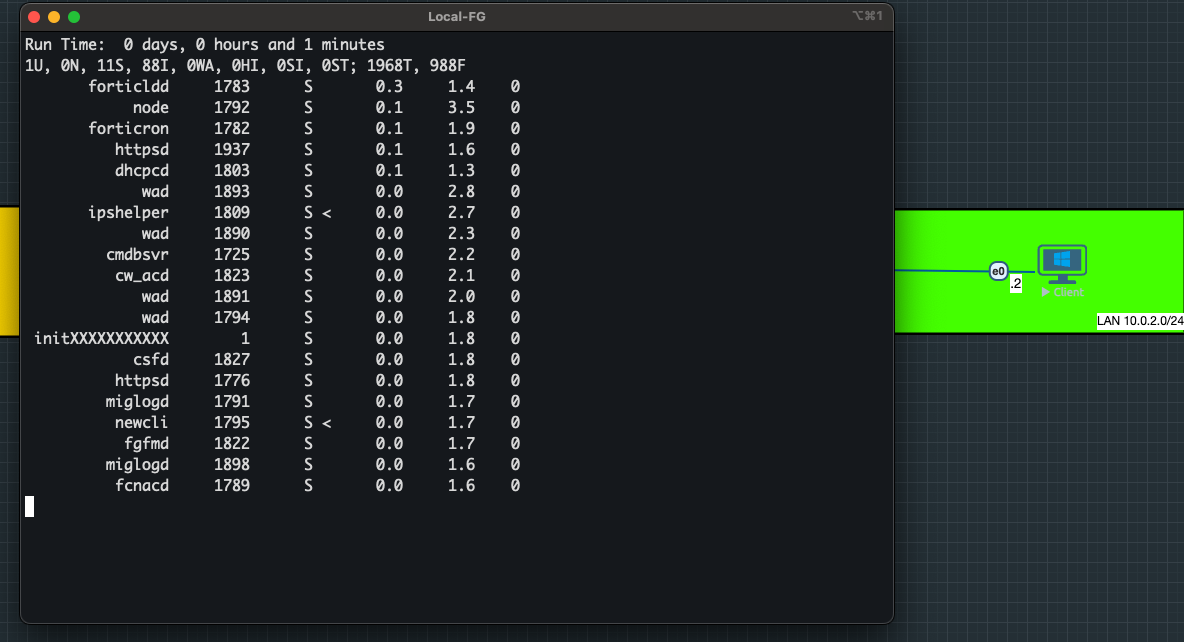 Local-FG
⌥⌘1
Run Time:  0 days, 0 hours and 1 minutes
1U, 0N, 11S, 88I, 0WA, 0HI, 0SI, 0ST; 1968T, 988F
forticldd 1783 S 0.3 1.4 0
node 1792 S 0.1 3.5 0
forticron 1782 S 0.1 1.9 0
httpsd 1937 S 0.1 1.6 0
dhcpcd 1803 S 0.1 1.3 0
wad 1893 S 0.0 2.8 0
ipshelper 1809 S < 0.0 2.7 0
wad 1890 S 0.0 2.3 0
cmdbsvr 1725 S 0.0 2.2 0
cw_acd 1823 S 0.0 2.1 0
wad 1891 S 0.0 2.0 0
wad 1794 S 0.0 1.8 0
initXXXXXXXXXXX 1 S 0.0 1.8 0
csfd 1827 S 0.0 1.8 0
httpsd 1776 S 0.0 1.8 0
miglogd 1791 S 0.0 1.7 0
newcli 1795 S < 0.0 1.7 0
fgfmd 1822 S 0.0 1.7 0
miglogd 1898 S 0.0 1.6 0
fcnacd 1789 S 0.0 1.6 0
e0
.2
Client
LAN 10.0.2.0/24